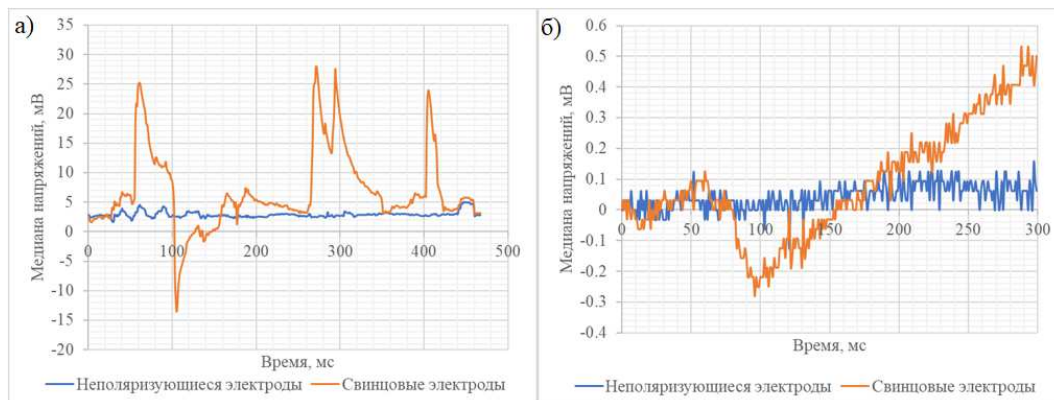 а)
35
30
25
20
15
10
5
0
-5
-10
-15
-20
0 100 200 300 400 500
Медиана напряжений, мВ
Время, мс
Неполяризующиеся электроды Свинцовые электроды
б)
0.6
0.5
0.4
0.3
0.2
0.1
0
-0.1
-0.2
-0.3
-0.4
0 50 100 150 200 250 300
Медиана напряжений, мВ
Время, мс
Неполяризующиеся электроды Свинцовые электроды